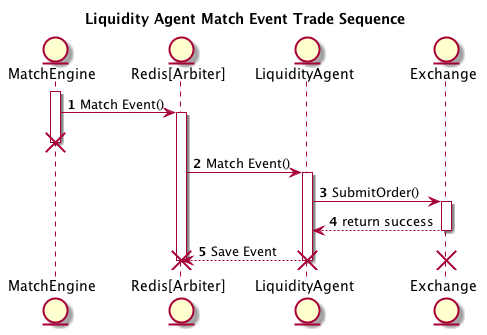 Liquidity Agent Match Event Trade Sequence
MatchEngine Redis[Arbiter] LiquidityAgent Exchange
1 Match Event()
2 Match Event()
3 SubmitOrder()
4 return success
5 Save Event
MatchEngine Redis[Arbiter] LiquidityAgent Exchange